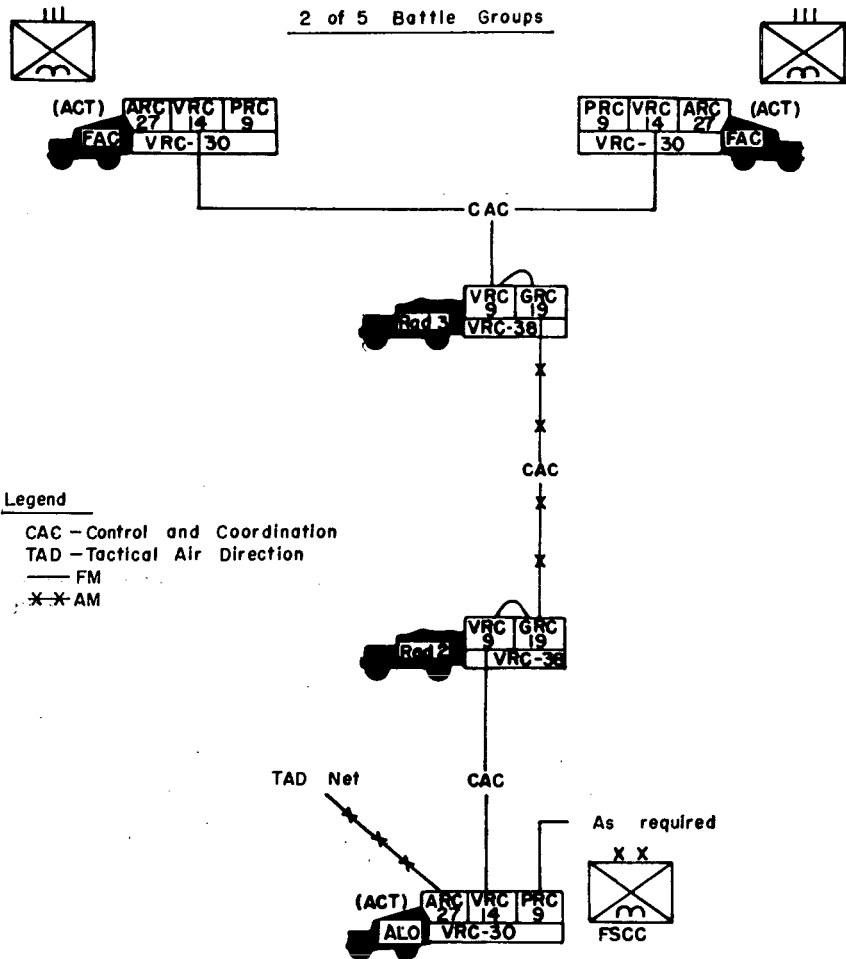 2 of 5 Battle Groups
(ACT) ARC 27 VRC 14 PRC 9
FAC VRC- 30
PRC 9 VRC 14 ARC 27 (ACT)
VRC- 30 FAC
CAC
VRC 9 GRC 19
Rad 3 VRC-38
CAC
Legend
CAC - Control and Coordination
TAD - Tactical Air Direction
FM
X X AM
VRC 9 GRC 19
Rad 2 VRC-38
TAD Net
CAC
As required
X X
(ACT) ARC 27 VRC 14 PRC 9
ALO VRC-30
FSCC